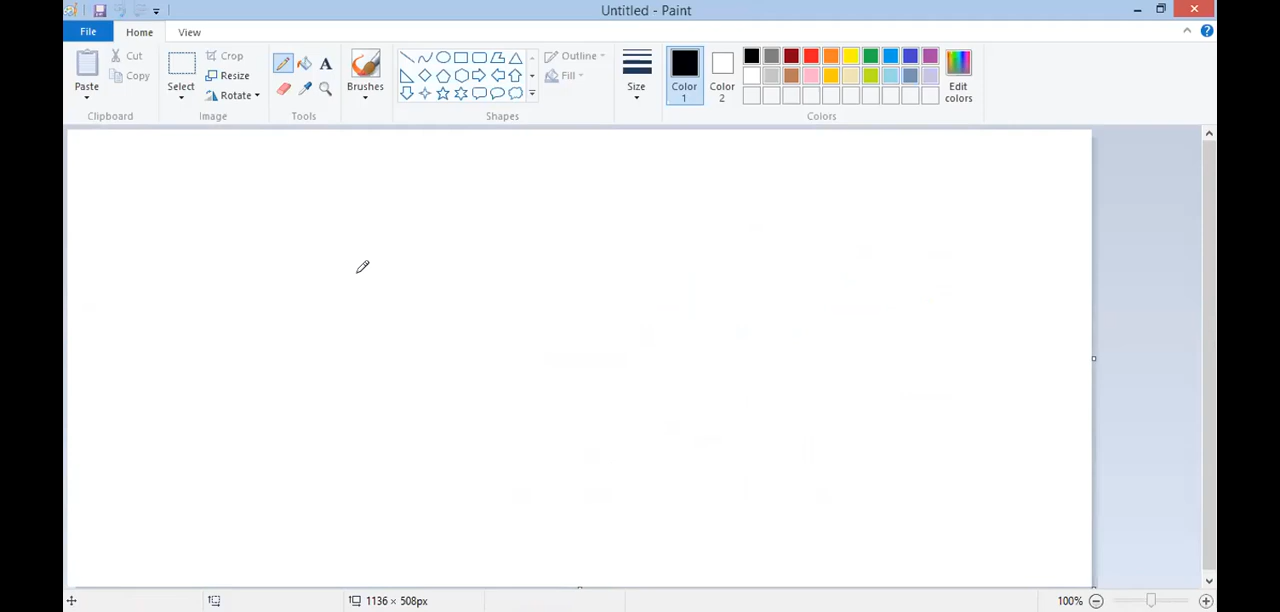 Untitled - Paint
File Home View
Paste
Cut
Copy
Clipboard
Select
Crop
Resize
Rotate
Image
A
Tools
Brushes
Outline
Fill
Shapes
Size
Color 1
Color 2
Edit colors
Colors
1136 × 508px
100%